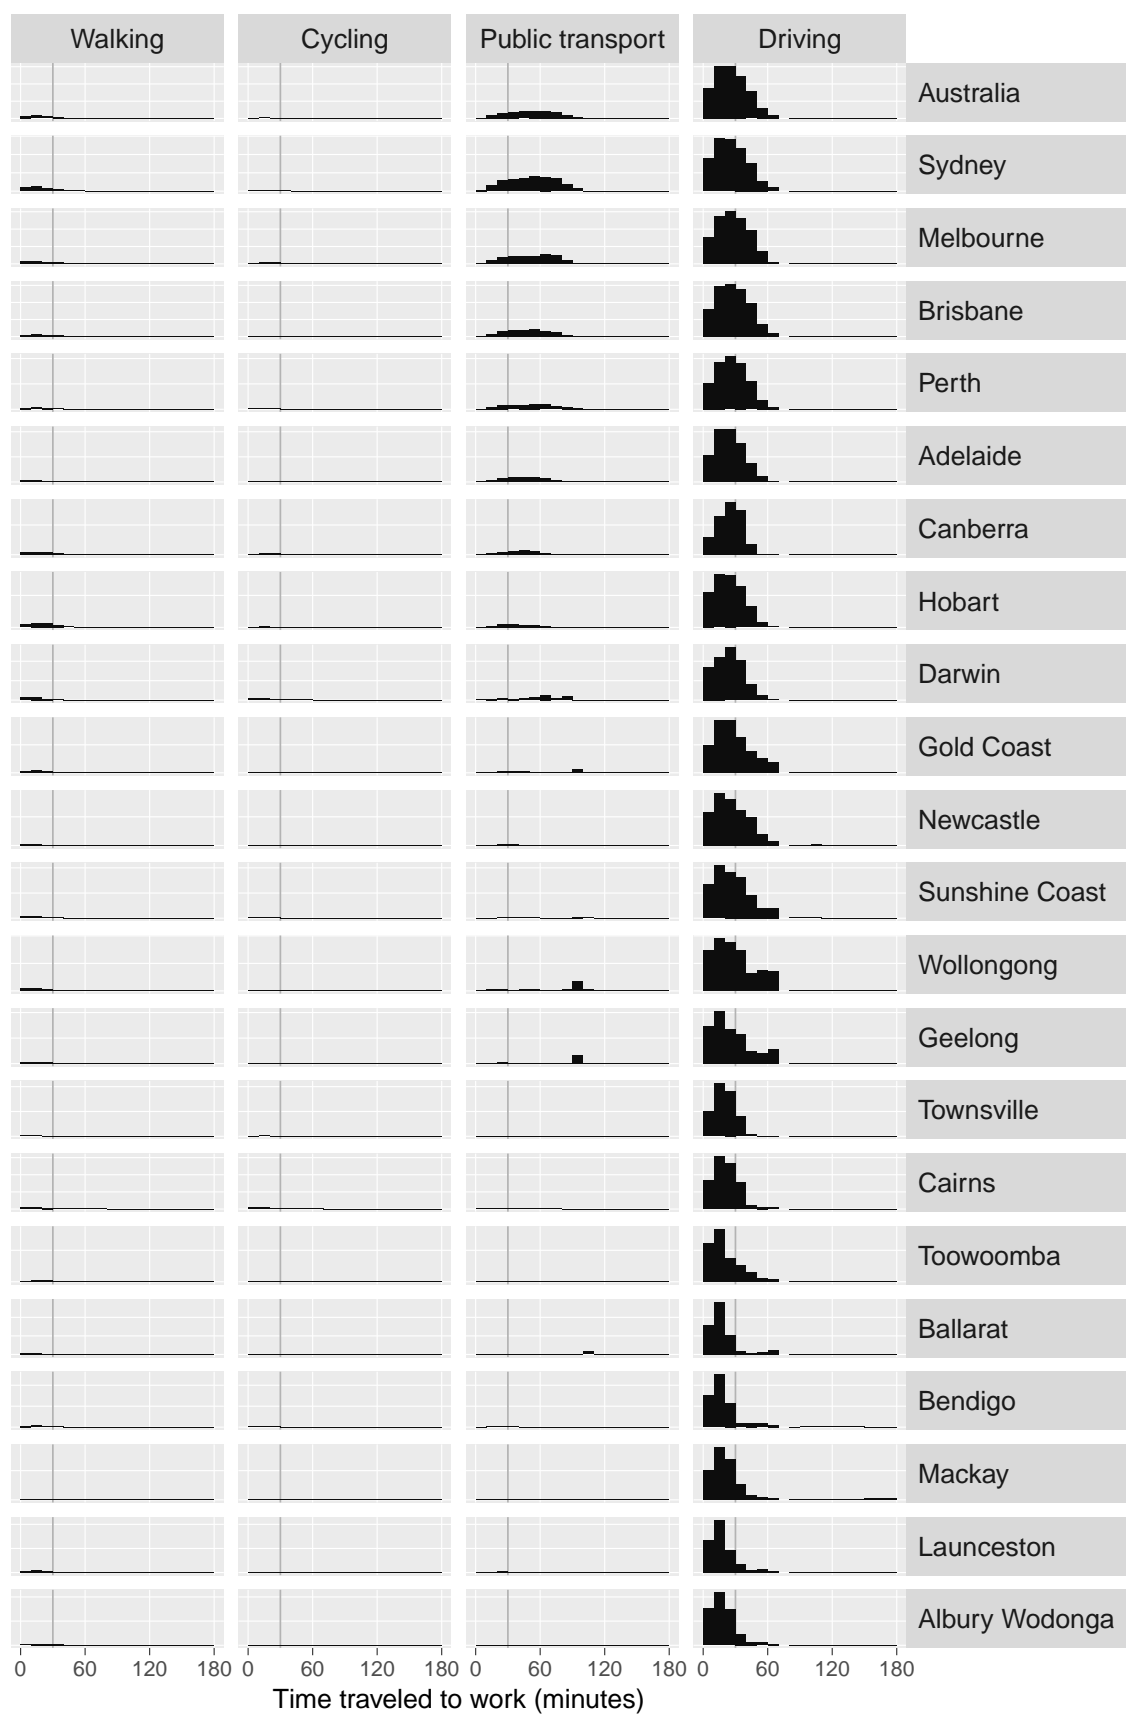 Walking Cycling Public transport Driving
Australia
Sydney
Melbourne
Brisbane
Perth
Adelaide
Canberra
Hobart
Darwin
Gold Coast
Newcastle
Sunshine Coast
Wollongong
Geelong
Townsville
Cairns
Toowoomba
Ballarat
Bendigo
Mackay
Launceston
Albury Wodonga
0 60 120 180 0 60 120 180 0 60 120 180 0 60 120 180
Time traveled to work (minutes)